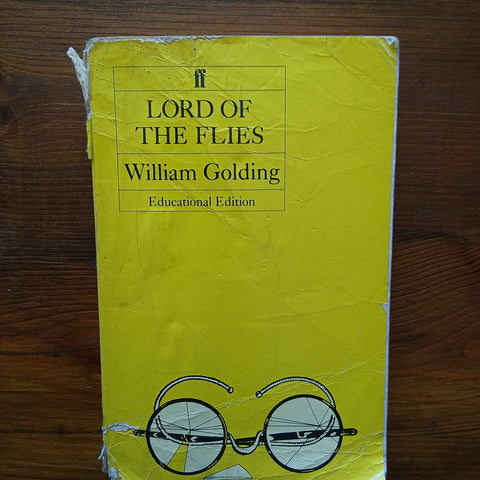 ff
LORD OF
THE FLIES
William Golding
Educational Edition